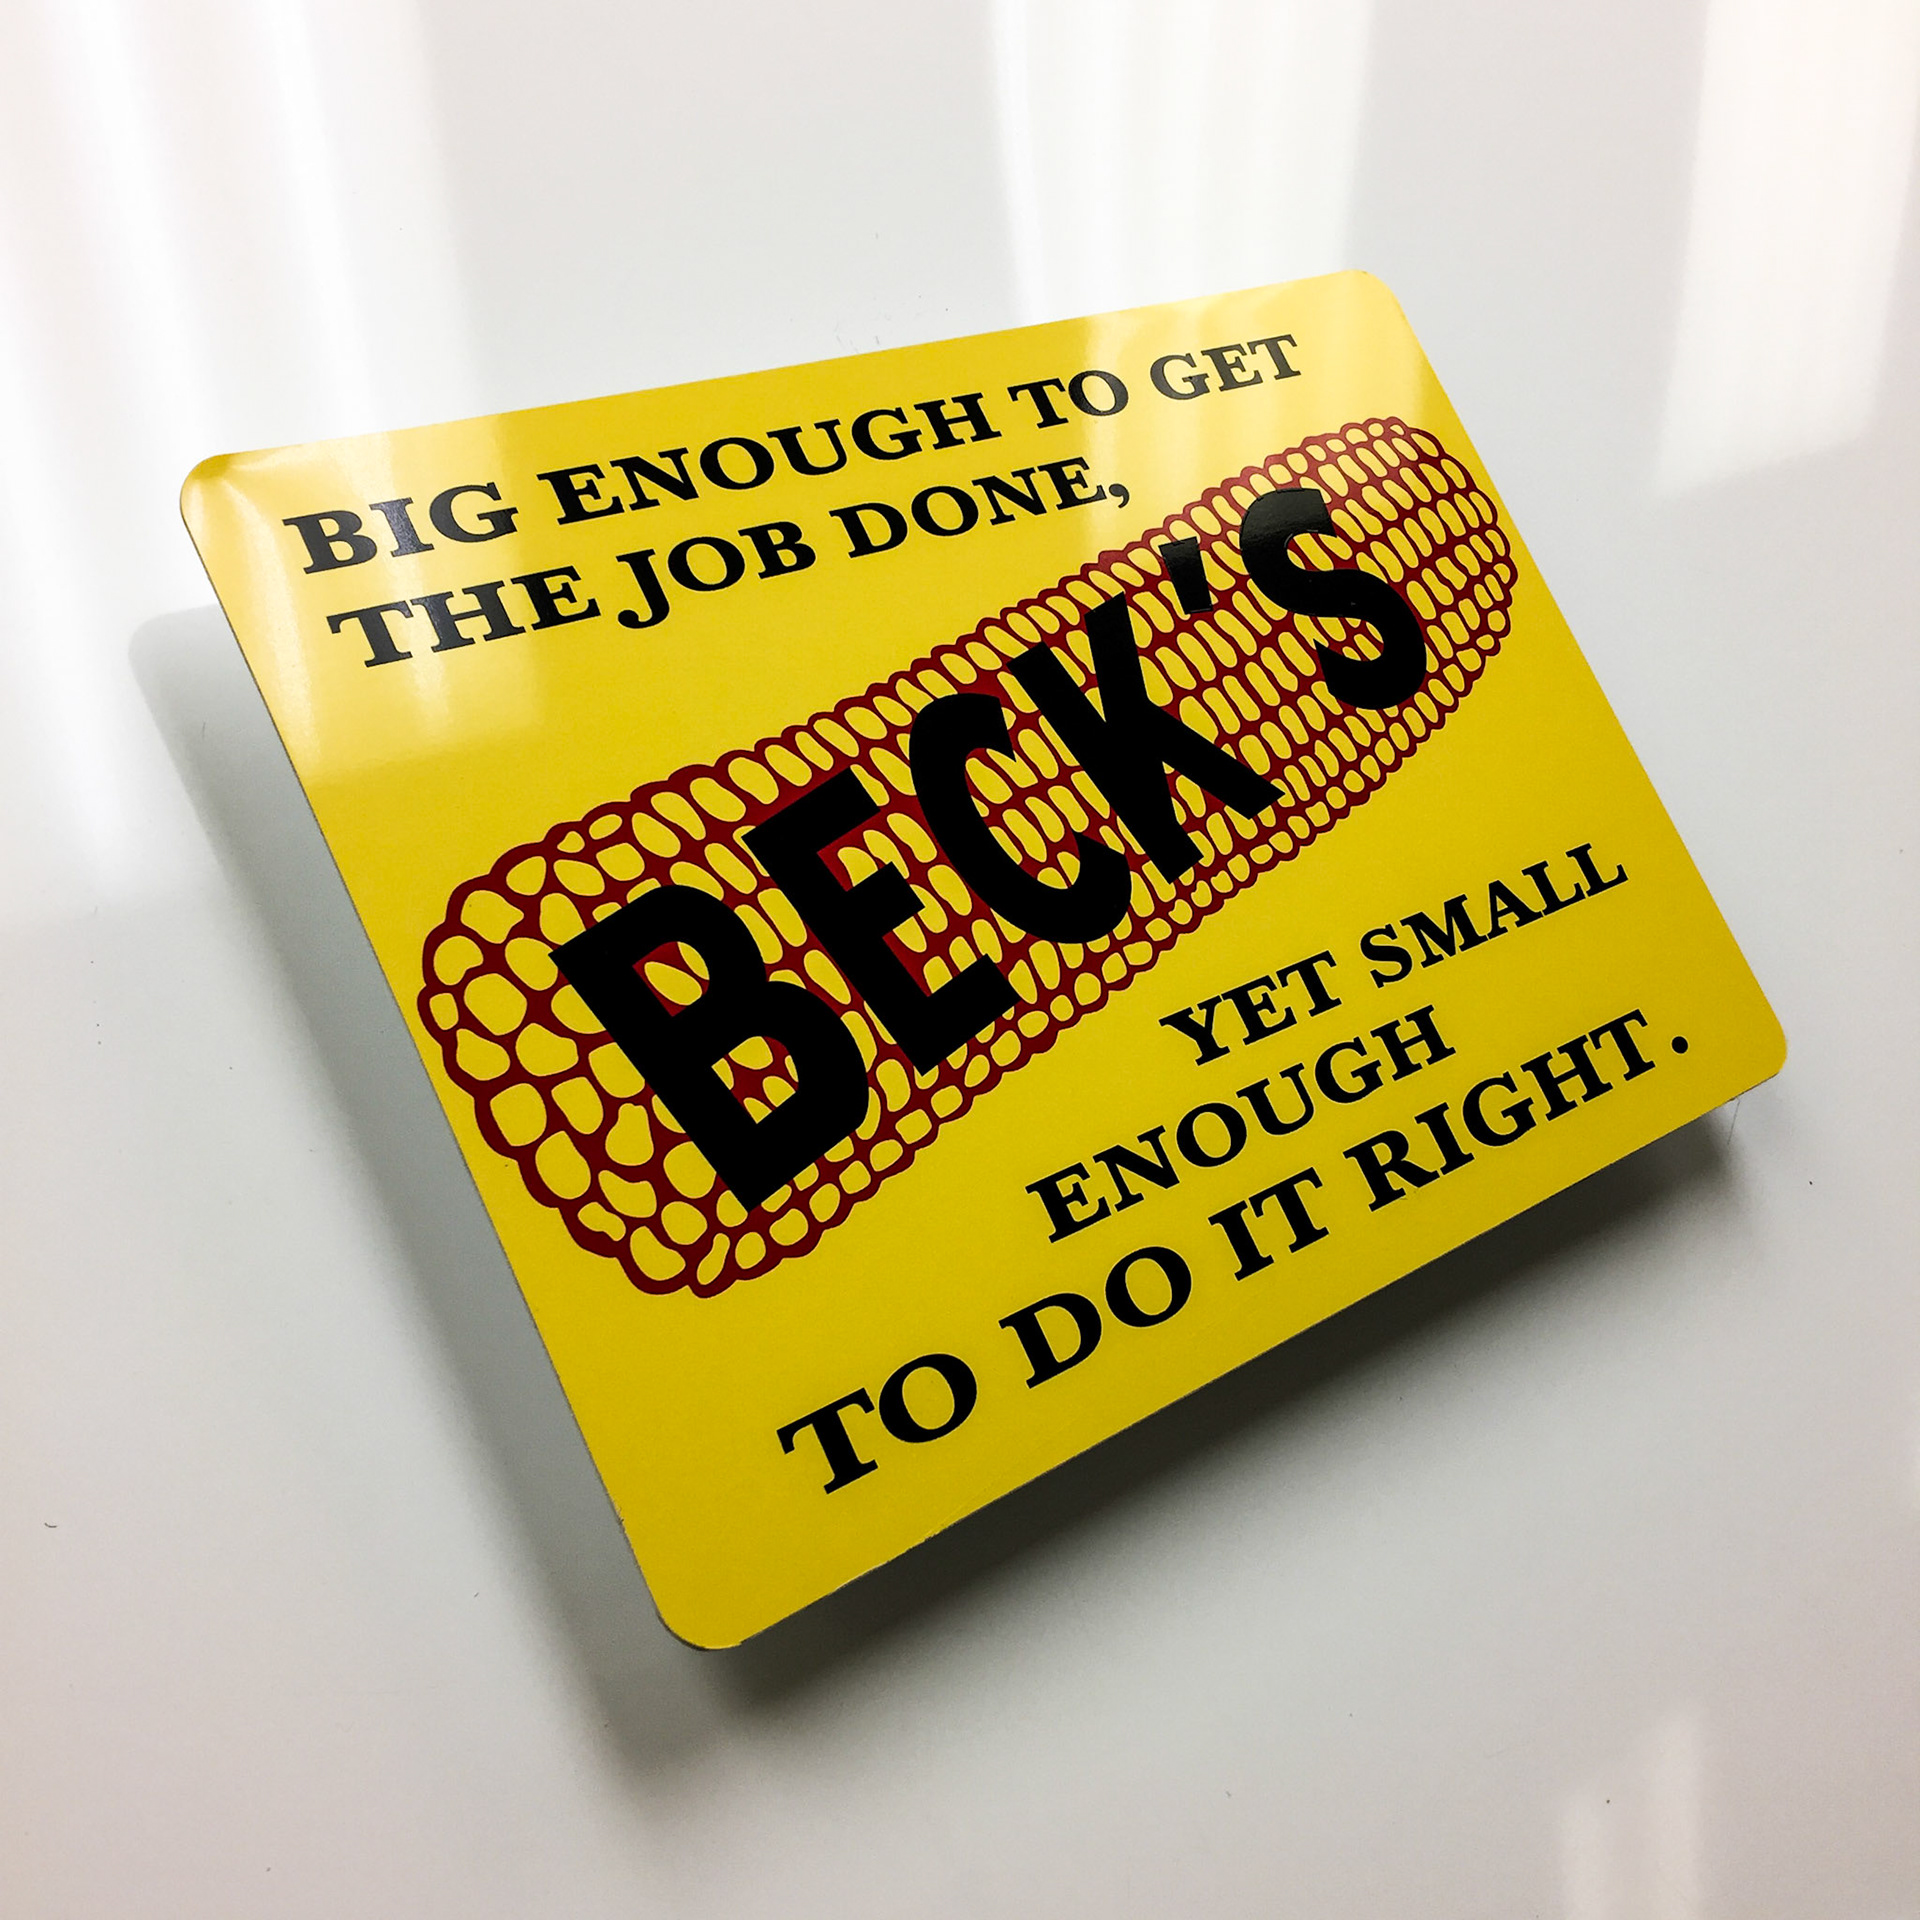 BIG ENOUGH TO GET
THE JOB DONE,
BECK'S
YET SMALL
ENOUGH
TO DO IT RIGHT.